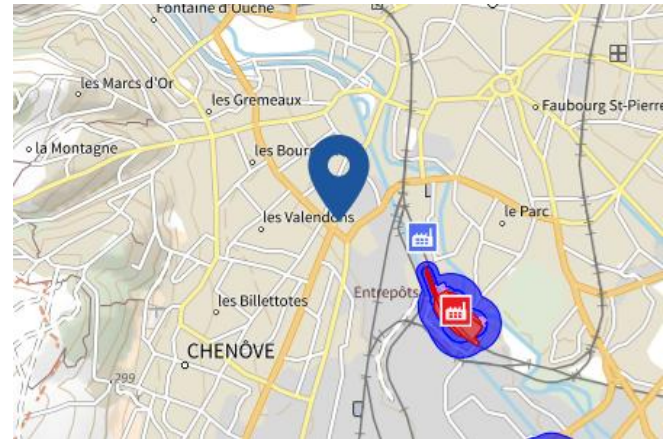 Fontaine d'Ouche
les Marcs d'Or
les Gremeaux
Faubourg St-Pierre
la Montagne
les Bour
les Valendons
le Parc
Entrepôts
les Billettotes
CHENÔVE
299